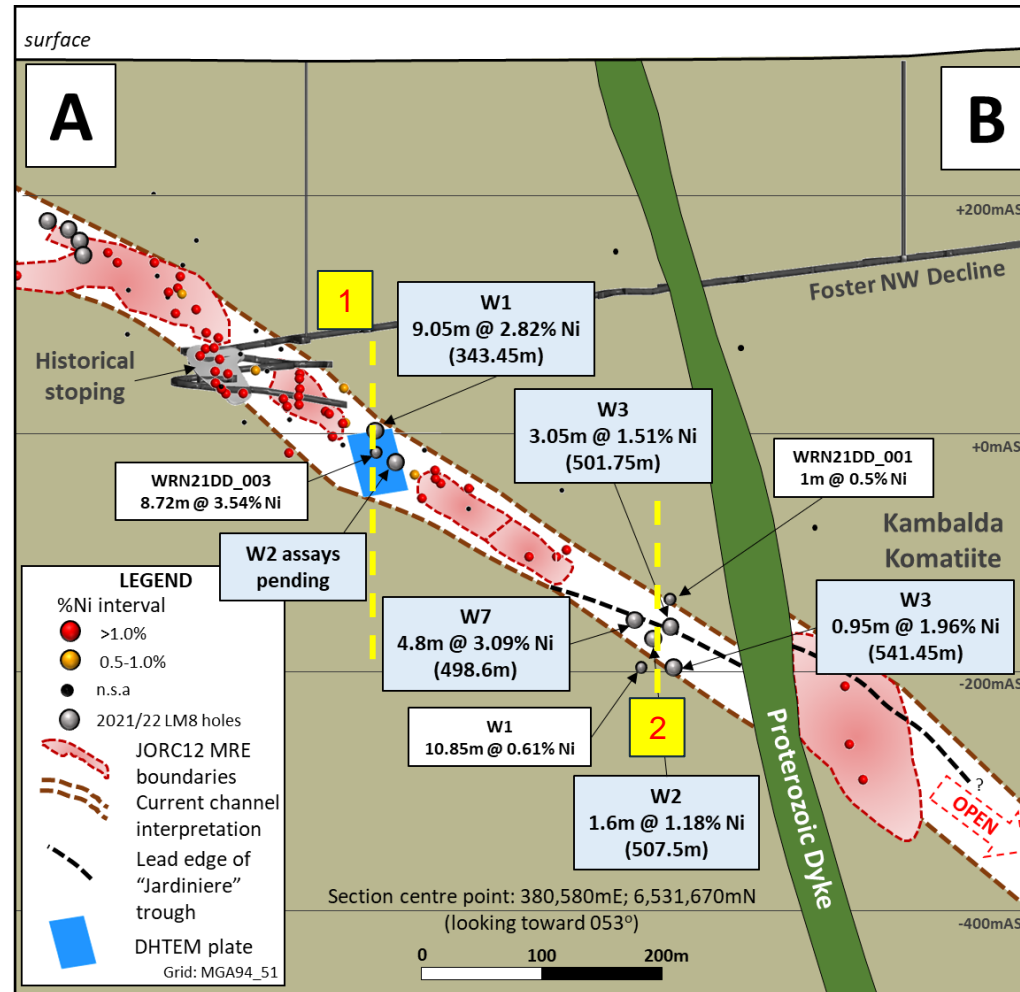 surface
A
B
+200mAS
Foster NW Decline
1
W1
9.05m @ 2.82% Ni
(343.45m)
Historical
stoping
W3
3.05m @ 1.51% Ni
(501.75m)
+0mAS
WRN21DD_001
1m @ 0.5% Ni
WRN21DD_003
8.72m @ 3.54% Ni
Kambalda
Komatiite
W2 assays
pending
W7
4.8m @ 3.09% Ni
(498.6m)
W3
0.95m @ 1.96% Ni
(541.45m)
-200mAS
W1
10.85m @ 0.61% Ni
2
W2
1.6m @ 1.18% Ni
(507.5m)
Proterozoic Dyke
?
OPEN
-400mAS
LEGEND
%Ni interval
>1.0%
0.5-1.0%
n.s.a
2021/22 LM8 holes
JORC12 MRE
boundaries
Current channel
interpretation
Lead edge of
"Jardiniere"
trough
DHTEM plate
Grid: MGA94_51
Section centre point: 380,580mE; 6,531,670mN
(looking toward 053°)
0 100 200m